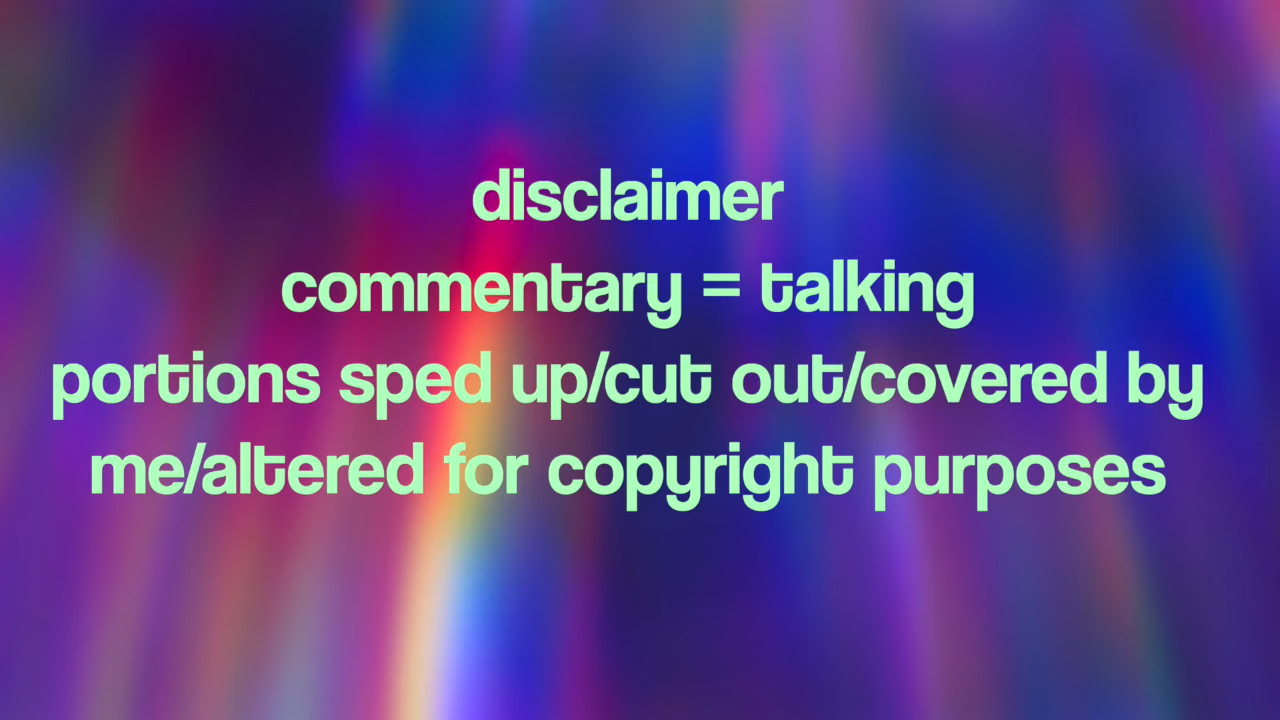 disclaimer
commentary = talking
portions sped up/cut out/covered by
me/altered for copyright purposes